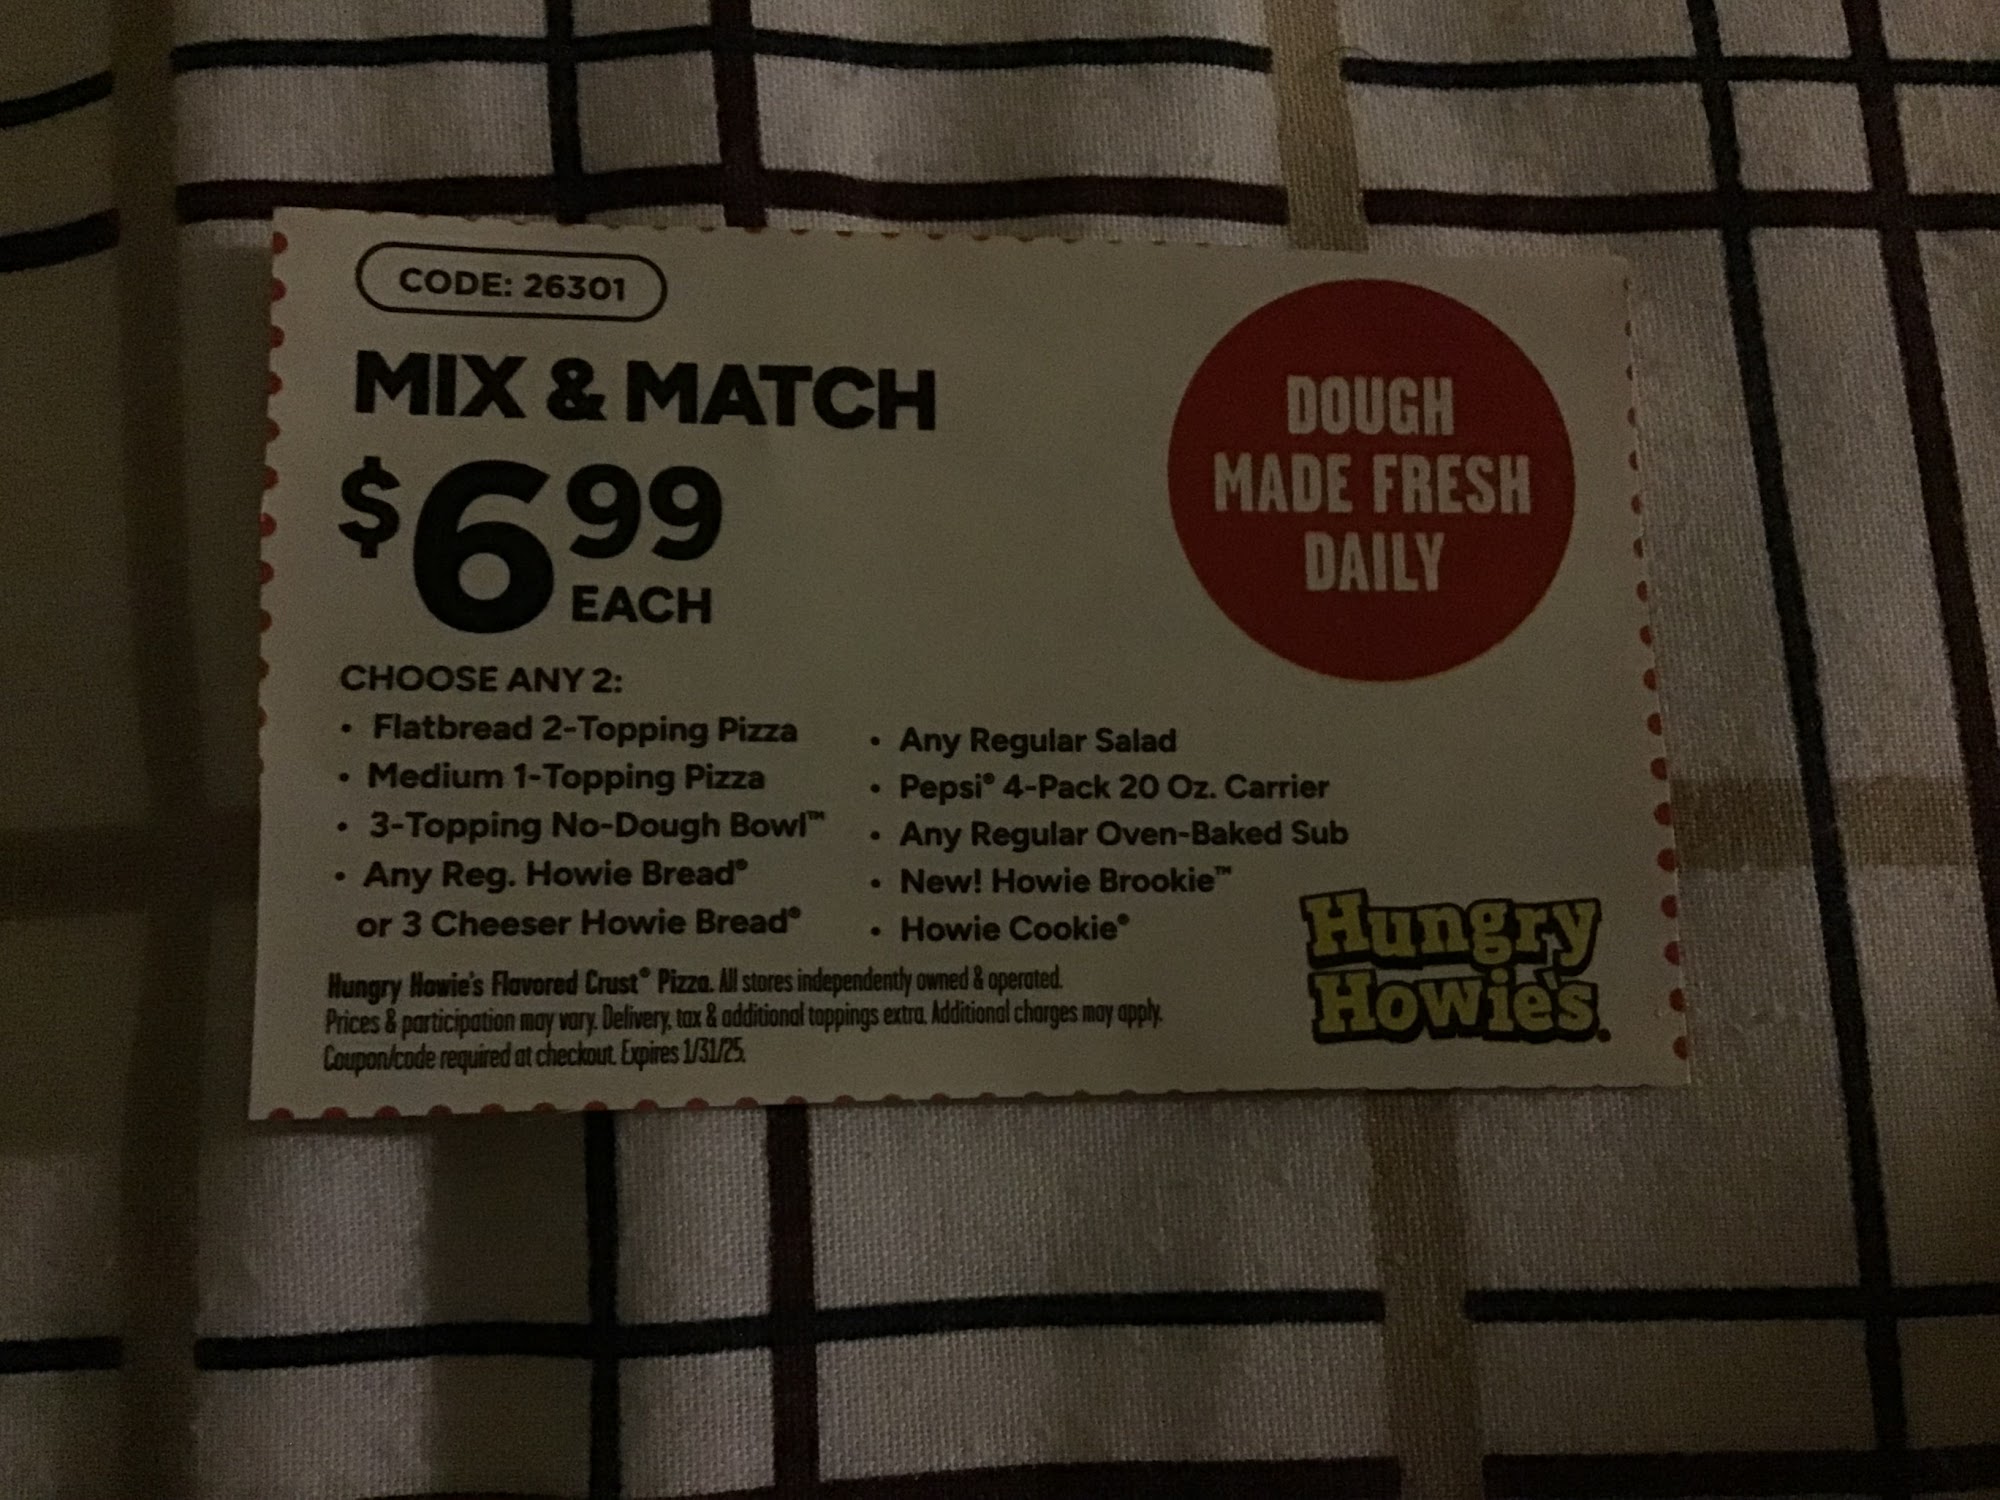 CODE: 26301
MIX & MATCH
$6.99
EACH
DOUGH
MADE FRESH
DAILY
CHOOSE ANY 2:
• Flatbread 2-Topping Pizza
• Medium 1-Topping Pizza
• 3-Topping No-Dough Bowl™
• Any Reg. Howie Bread®
or 3 Cheeser Howie Bread®
• Any Regular Salad
• Pepsi® 4-Pack 20 Oz. Carrier
• Any Regular Oven-Baked Sub
• New! Howie Brookie™
• Howie Cookie®
Hungry Howie's Flavored Crust® Pizza. All stores independently owned & operated.
Prices & participation may vary. Delivery, tax & additional toppings extra. Additional charges may apply.
Coupon/code required at checkout. Expires 1/31/25.
Hungry
Howie's.